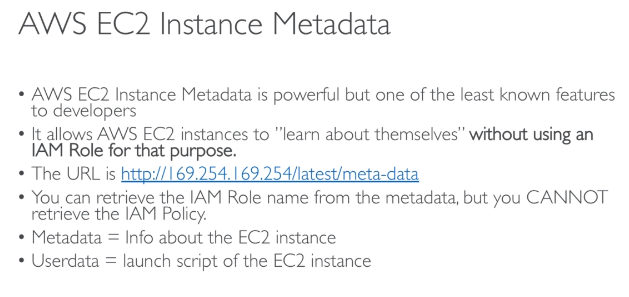 AWS EC2 Instance Metadata
• AWS EC2 Instance Metadata is powerful but one of the least known features
to developers
• It allows AWS EC2 instances to "learn about themselves" without using an
IAM Role for that purpose.
• The URL is http://169.254.169.254/latest/meta-data
• You can retrieve the IAM Role name from the metadata, but you CANNOT
retrieve the IAM Policy.
• Metadata = Info about the EC2 instance
• Userdata = launch script of the EC2 instance